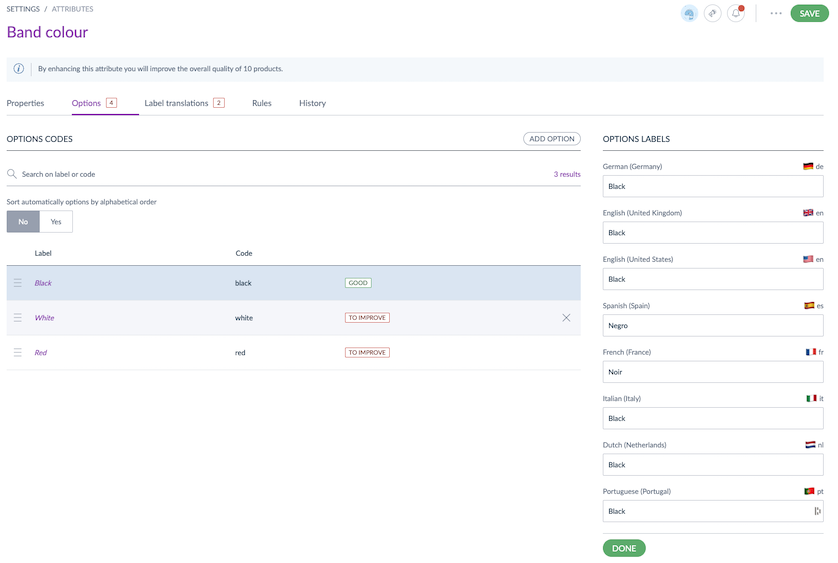 SETTINGS / ATTRIBUTES
SAVE
Band colour
By enhancing this attribute you will improve the overall quality of 10 products.
Properties Options 4 Label translations 2 Rules History
OPTIONS CODES ADD OPTION
Search on label or code 3 results
Sort automatically options by alphabetical order
No Yes
Label Code
Black black GOOD
White white TO IMPROVE
Red red TO IMPROVE
OPTIONS LABELS
German (Germany) de
Black
English (United Kingdom) en
Black
English (United States) en
Black
Spanish (Spain) es
Negro
French (France) fr
Noir
Italian (Italy) it
Black
Dutch (Netherlands) nl
Black
Portuguese (Portugal) pt
Black
DONE